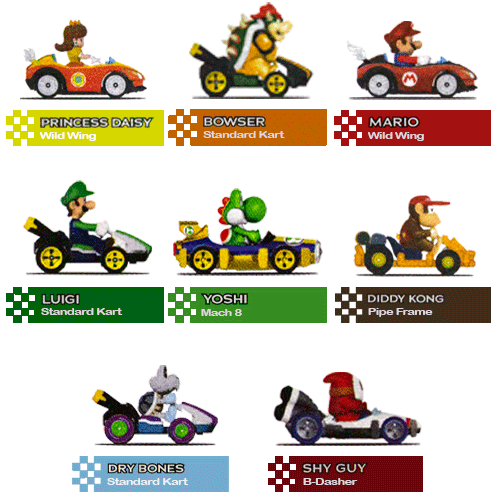 PRINCESS DAISY
Wild Wing
BOWSER
Standard Kart
MARIO
Wild Wing
LUIGI
Standard Kart
YOSHI
Mach 8
DIDDY KONG
Pipe Frame
DRY BONES
Standard Kart
SHY GUY
B-Dasher